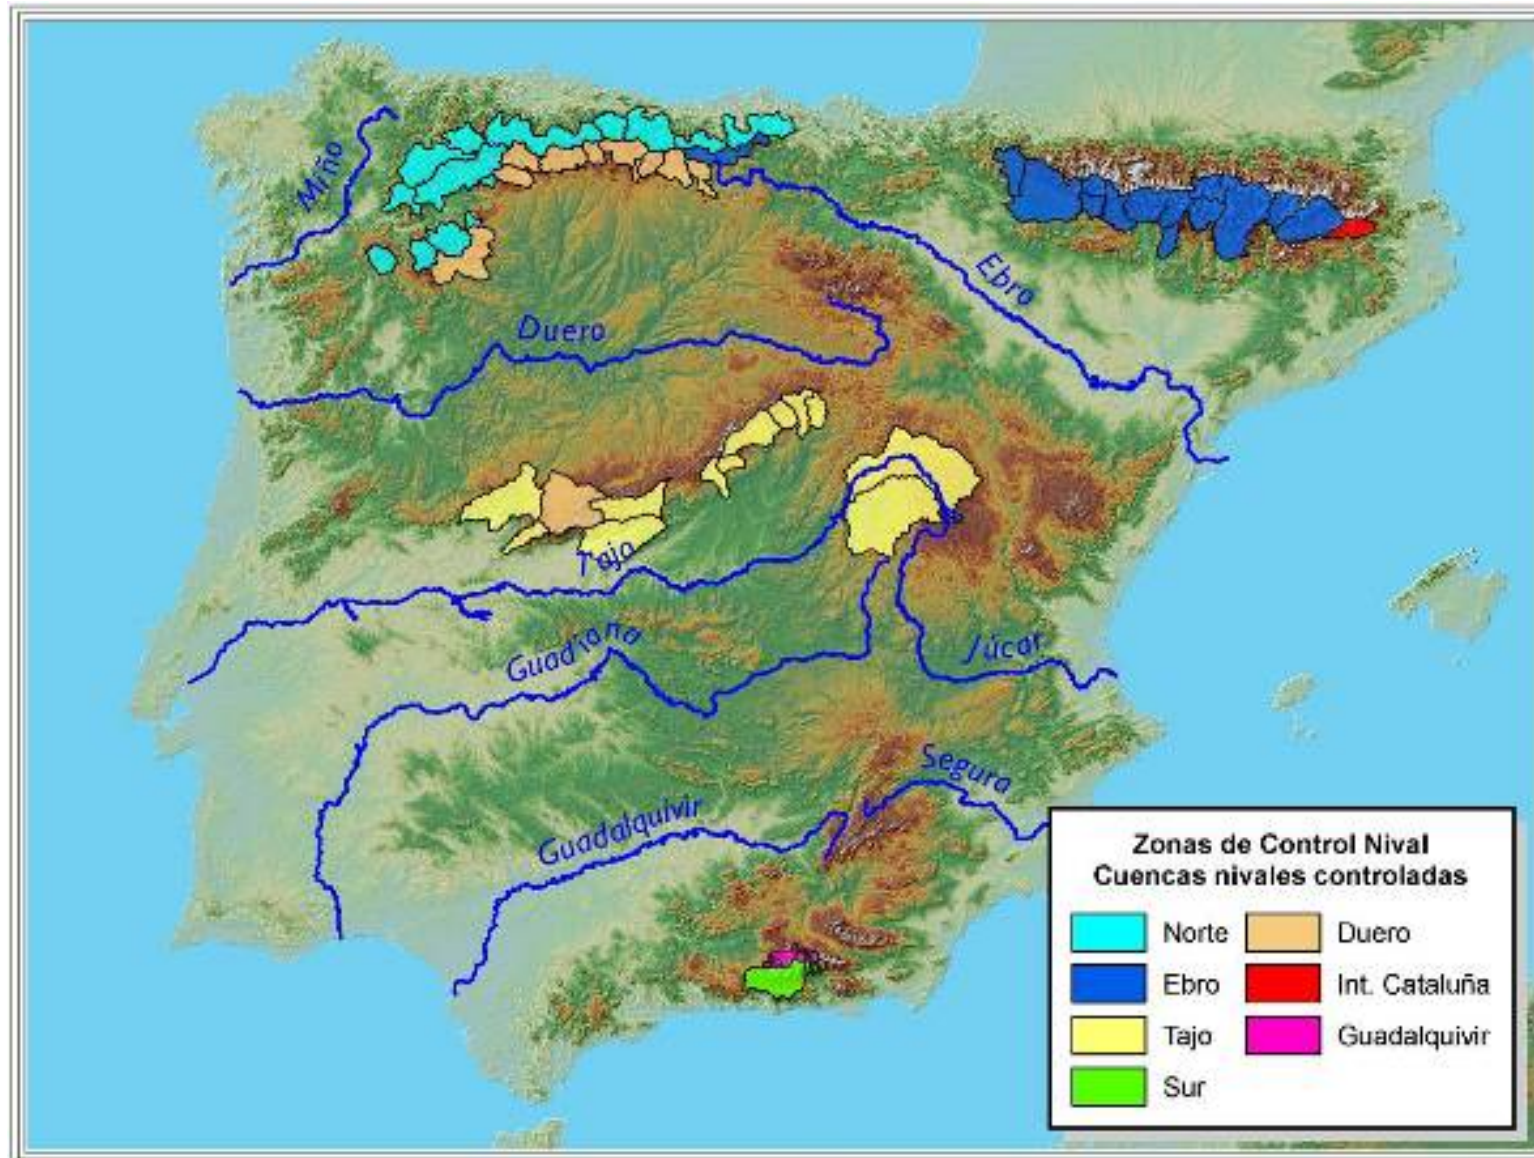 Miño
Ebro
Duero
Tajo
Guadiana
Júcar
Segura
Guadalquivir
Zonas de Control Nival
Cuencas nivales controladas
Norte
Duero
Ebro
Int. Cataluña
Tajo
Guadalquivir
Sur